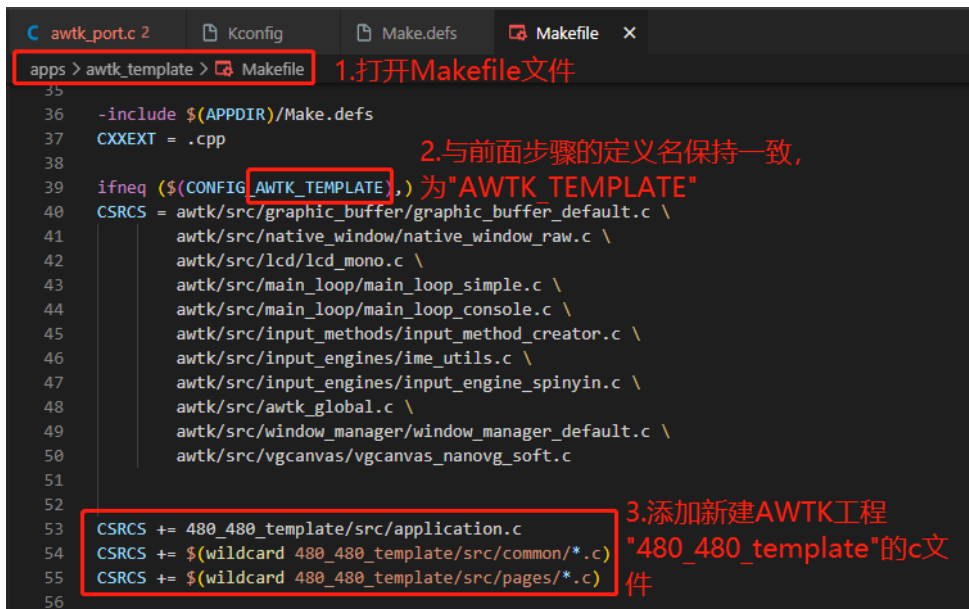 awtk_port.c 2 Kconfig Make.defs Makefile ×
apps > awtk_template > Makefile 1.打开Makefile文件
35
36 -include $(APPDIR)/Make.defs
37 CXXEXT = .cpp
2.与前面步骤的定义名保持一致，
38
39 ifneq ($(CONFIG_AWTK_TEMPLATE),) 为"AWTK_TEMPLATE"
40 CSRCS = awtk/src/graphic_buffer/graphic_buffer_default.c \
41 awtk/src/native_window/native_window_raw.c \
42 awtk/src/lcd/lcd_mono.c \
43 awtk/src/main_loop/main_loop_simple.c \
44 awtk/src/main_loop/main_loop_console.c \
45 awtk/src/input_methods/input_method_creator.c \
46 awtk/src/input_engines/ime_utils.c \
47 awtk/src/input_engines/input_engine_spinyin.c \
48 awtk/src/awtk_global.c \
49 awtk/src/window_manager/window_manager_default.c \
50 awtk/src/vgcanvas/vgcanvas_nanovg_soft.c
51
52
53 CSRCS += 480_480_template/src/application.c
54 CSRCS += $(wildcard 480_480_template/src/common/*.c)
55 CSRCS += $(wildcard 480_480_template/src/pages/*.c)
56
3.添加新建AWTK工程
"480_480_template"的c文
件